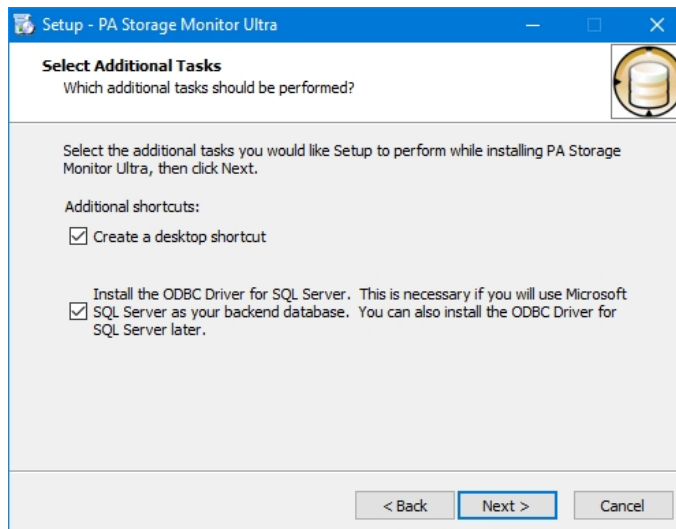 Setup - PA Storage Monitor Ultra
Select Additional Tasks
Which additional tasks should be performed?
Select the additional tasks you would like Setup to perform while installing PA Storage
Monitor Ultra, then click Next.
Additional shortcuts:
Create a desktop shortcut
Install the ODBC Driver for SQL Server.  This is necessary if you will use Microsoft
SQL Server as your backend database.  You can also install the ODBC Driver for
SQL Server later.
< Back
Next >
Cancel